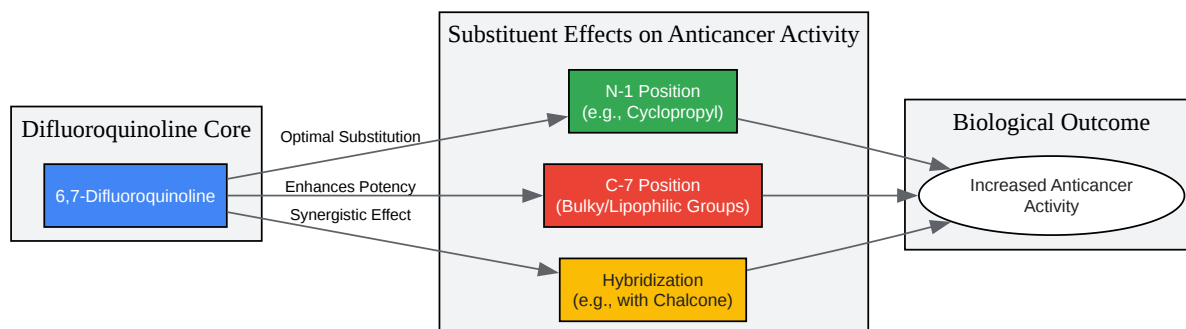 Difluoroquinoline Core
6,7-Difluoroquinoline
Optimal Substitution
Enhances Potency
Synergistic Effect
Substituent Effects on Anticancer Activity
N-1 Position
(e.g., Cyclopropyl)
C-7 Position
(Bulky/Lipophilic Groups)
Hybridization
(e.g., with Chalcone)
Biological Outcome
Increased Anticancer
Activity